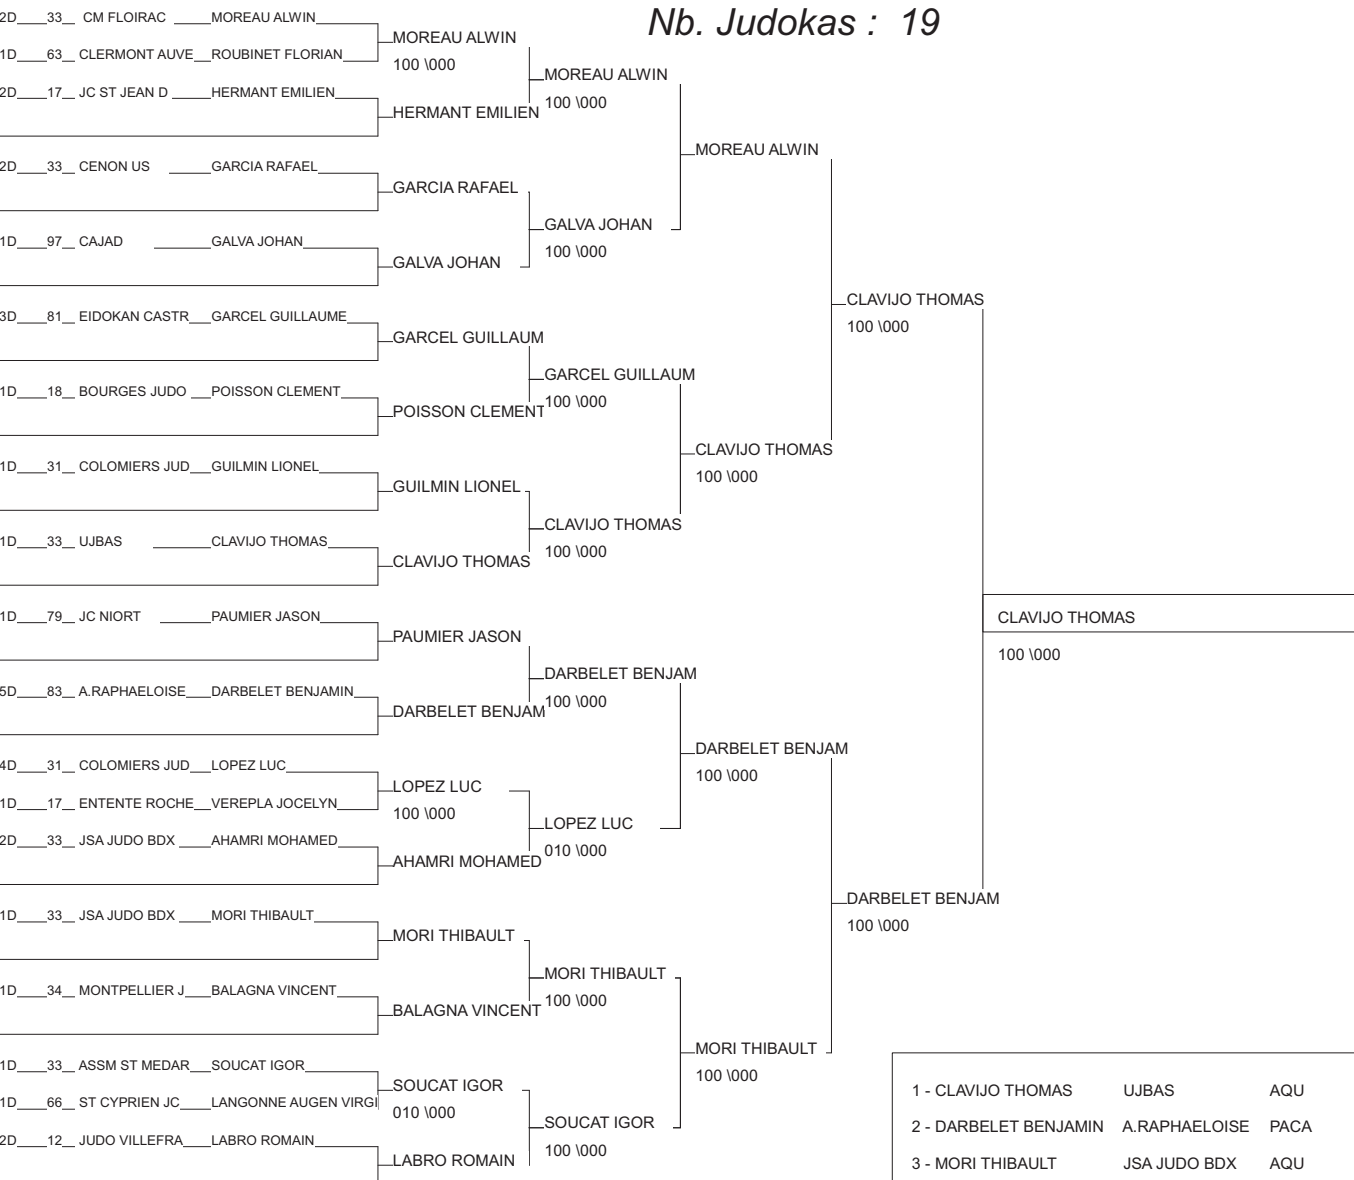 Nb. Judokas : 19
2D 33 CM FLOIRAC MOREAU ALWIN
1D 63 CLERMONT AUVE ROUBINET FLORIAN
2D 17 JC ST JEAN D HERMANT EMILIEN
2D 33 CENON US GARCIA RAFAEL
1D 97 CAJAD GALVA JOHAN
3D 81 EIDOKAN CASTR GARCEL GUILLAUME
1D 18 BOURGES JUDO POISSON CLEMENT
1D 31 COLOMIERS JUD GUILMIN LIONEL
1D 33 UJBAS CLAVIJO THOMAS
1D 79 JC NIORT PAUMIER JASON
5D 83 A.RAPHAELOISE DARBELET BENJAMIN
4D 31 COLOMIERS JUD LOPEZ LUC
1D 17 ENTENTE ROCHE VEREPLA JOCELYN
2D 33 JSA JUDO BDX AHAMRI MOHAMED
1D 33 JSA JUDO BDX MORI THIBAULT
1D 34 MONTPELLIER J BALAGNA VINCENT
1D 33 ASSM ST MEDAR SOUCAT IGOR
1D 66 ST CYPRIEN JC LANGONNE AUGEN VIRGI
2D 12 JUDO VILLEFRA LABRO ROMAIN
MOREAU ALWIN
100 \000
HERMANT EMILIEN
GARCIA RAFAEL
GALVA JOHAN
GARCEL GUILLAUM
POISSON CLEMENT
GUILMIN LIONEL
CLAVIJO THOMAS
PAUMIER JASON
DARBELET BENJAM
LOPEZ LUC
100 \000
AHAMRI MOHAMED
MORI THIBAULT
BALAGNA VINCENT
SOUCAT IGOR
010 \000
LABRO ROMAIN
MOREAU ALWIN
100 \000
GALVA JOHAN
100 \000
GARCEL GUILLAUM
100 \000
CLAVIJO THOMAS
100 \000
DARBELET BENJAM
100 \000
LOPEZ LUC
010 \000
MORI THIBAULT
100 \000
SOUCAT IGOR
100 \000
MOREAU ALWIN
CLAVIJO THOMAS
100 \000
DARBELET BENJAM
100 \000
MORI THIBAULT
100 \000
CLAVIJO THOMAS
100 \000
DARBELET BENJAM
100 \000
CLAVIJO THOMAS
100 \000
1 - CLAVIJO THOMAS UJBAS AQU
2 - DARBELET BENJAMIN A.RAPHAELOISE PACA
3 - MORI THIBAULT JSA JUDO BDX AQU